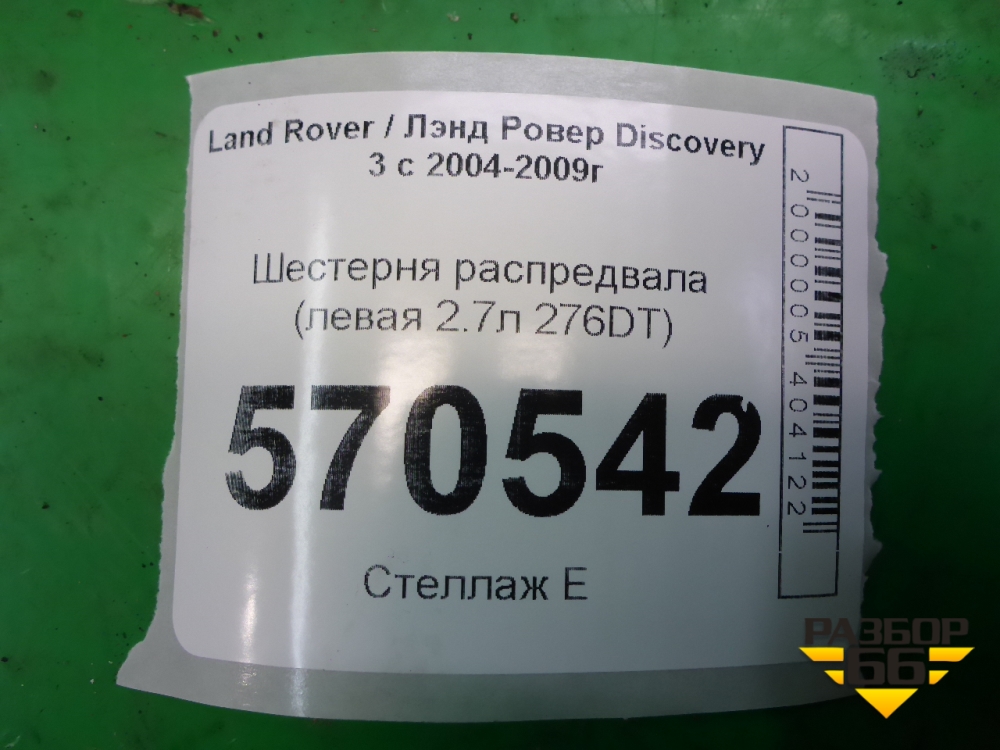 Land Rover / Лэнд Ровер Discovery
3 с 2004-2009г
Шестерня распредвала
(левая 2.7л 276DT)
570542
Стеллаж Е
2000005404122
РАЗБОР
66